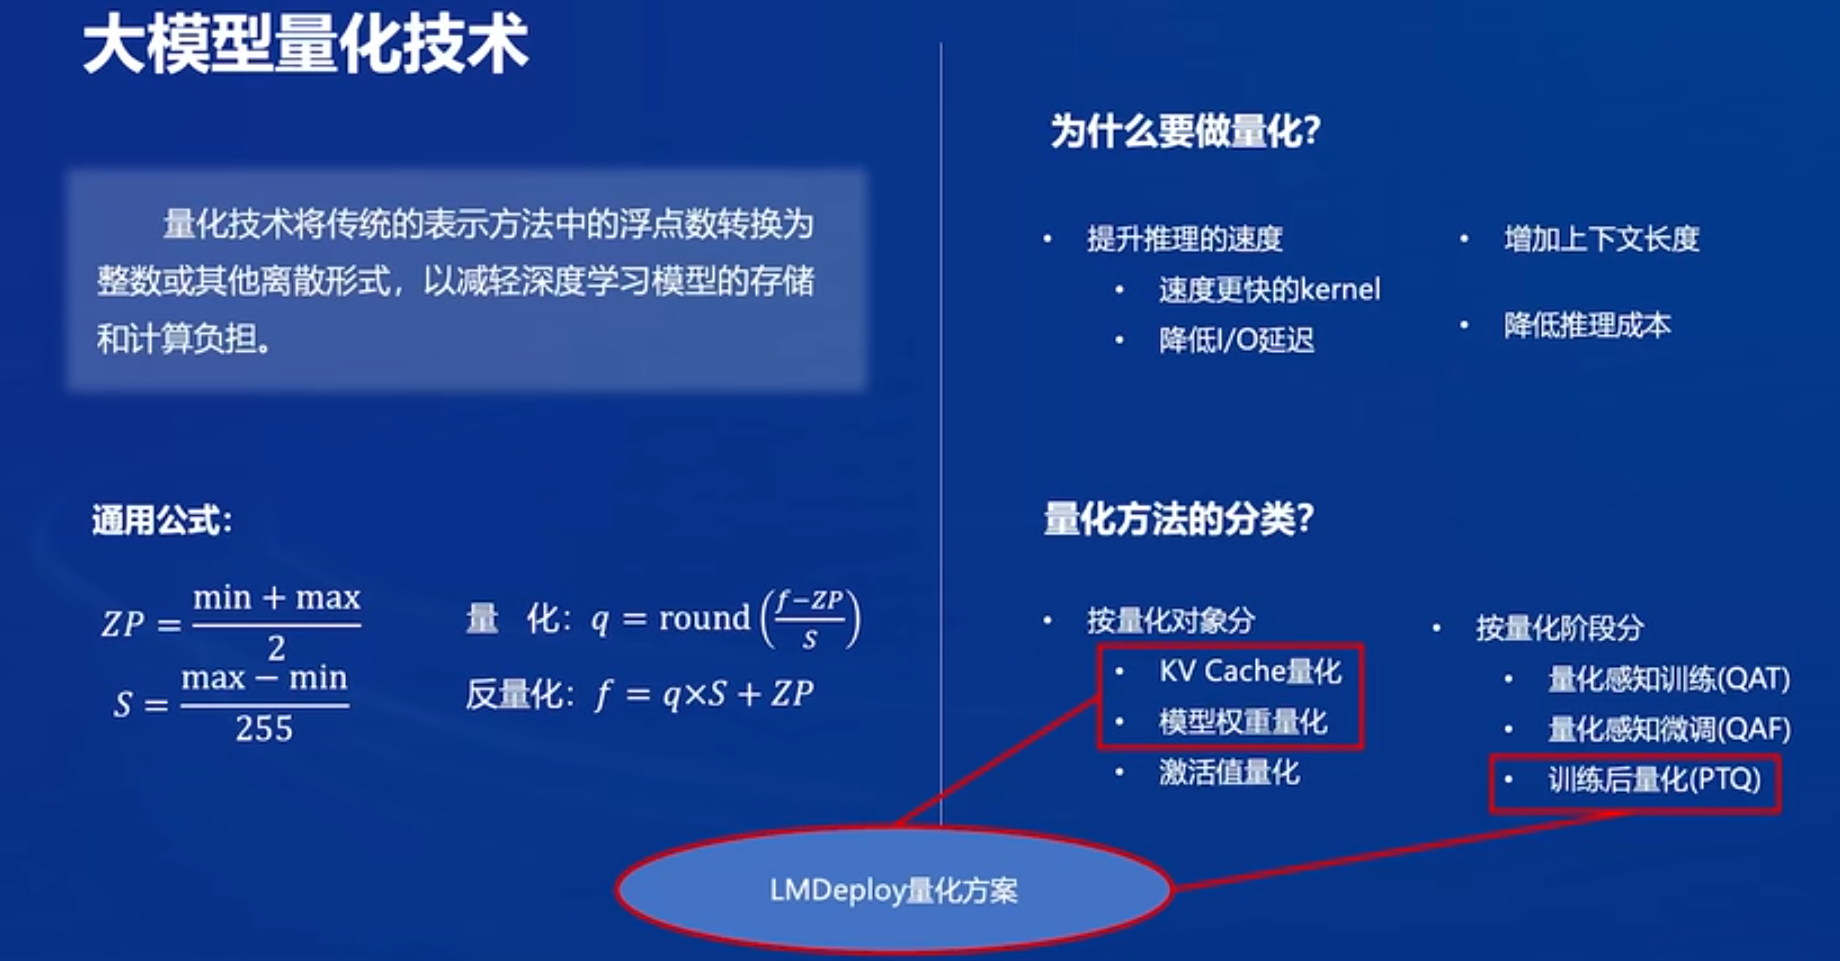 大模型量化技术
量化技术将传统的表示方法中的浮点数转换为
整数或其他离散形式，以减轻深度学习模型的存储
和计算负担。
通用公式：
ZP = (min + max)/2
S = (max − min)/255
量 化：q = round((f−ZP)/S)
反量化：f = q×S + ZP
为什么要做量化？
• 提升推理的速度
• 速度更快的kernel
• 降低I/O延迟
• 增加上下文长度
• 降低推理成本
量化方法的分类？
• 按量化对象分
• KV Cache量化
• 模型权重量化
• 激活值量化
• 按量化阶段分
• 量化感知训练(QAT)
• 量化感知微调(QAF)
• 训练后量化(PTQ)
LMDeploy量化方案